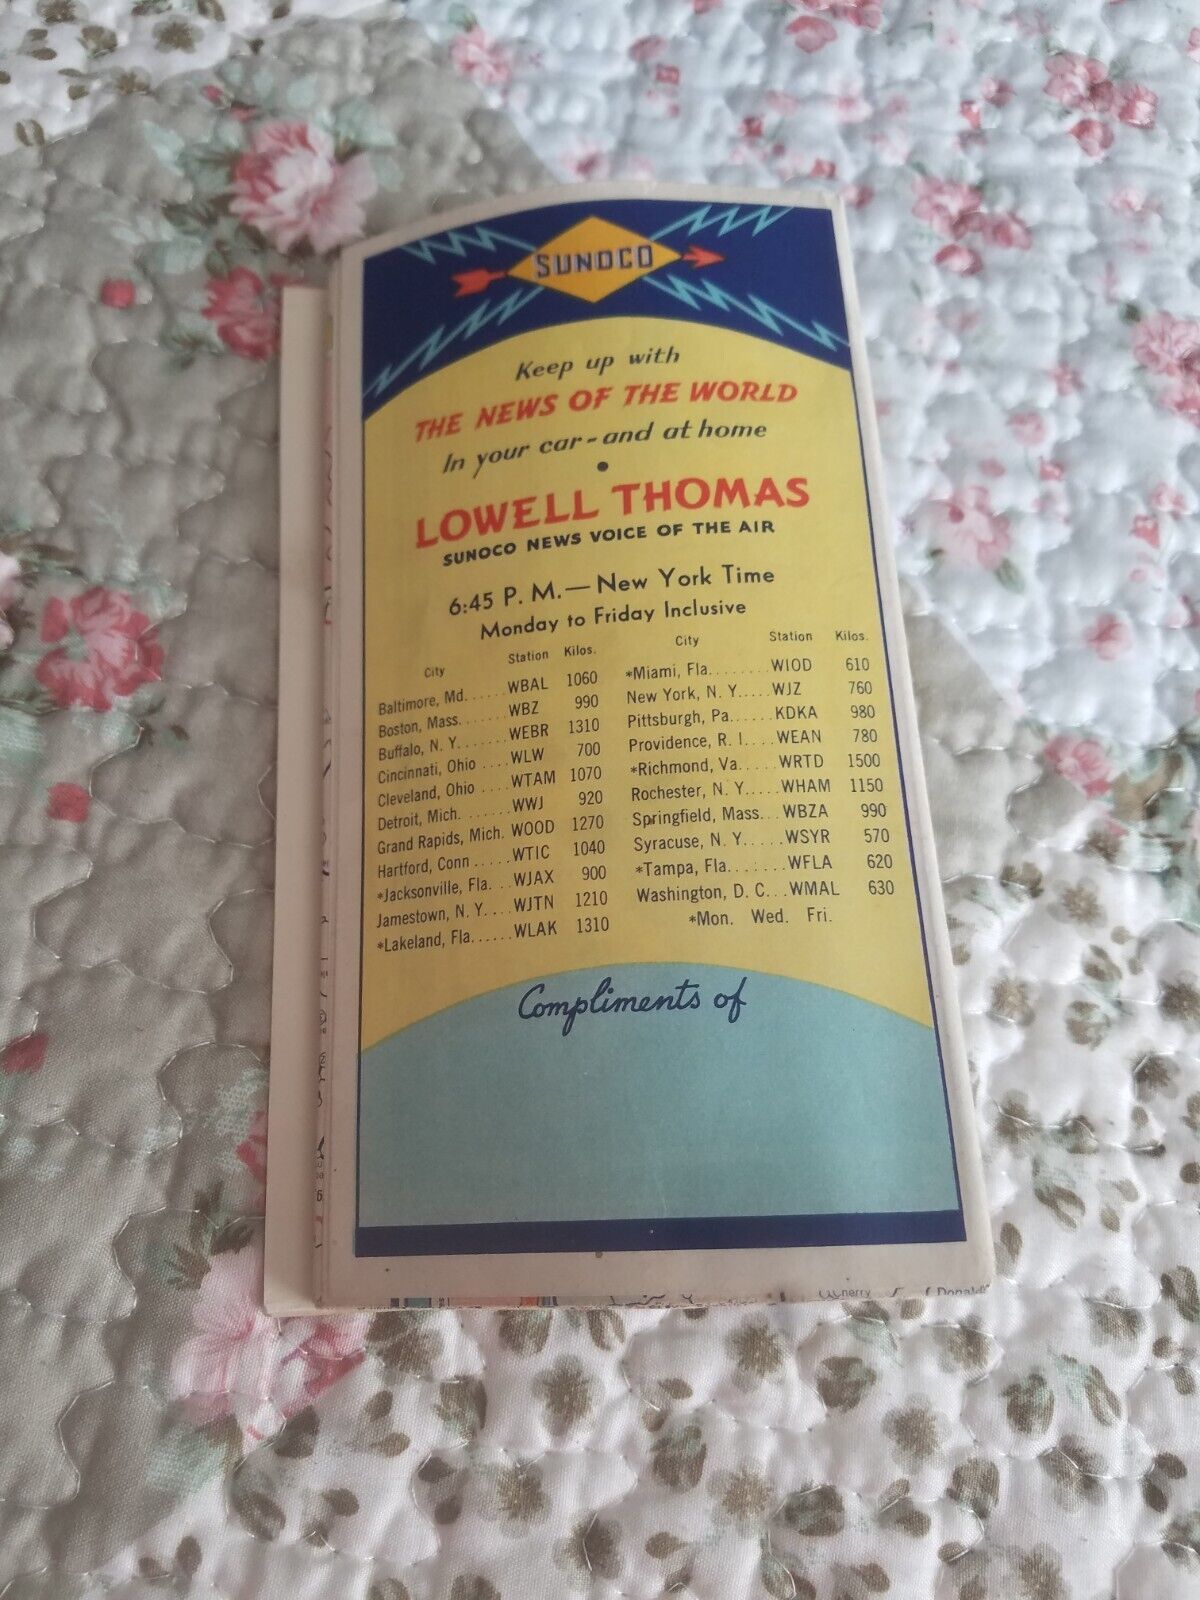 SUNOCO
Keep up with
THE NEWS OF THE WORLD
In your car-and at home
LOWELL THOMAS
SUNOCO NEWS VOICE OF THE AIR
6:45 P. M.—New York Time
Monday to Friday Inclusive
City Station Kilos.
Baltimore, Md......WBAL 1060
Boston, Mass.......WBZ 990
Buffalo, N. Y.......WEBR 1310
Cincinnati, Ohio ....WLW 700
Cleveland, Ohio ....WTAM 1070
Detroit, Mich.......WWJ 920
Grand Rapids, Mich. WOOD 1270
Hartford, Conn .....WTIC 1040
*Jacksonville, Fla. ..WJAX 900
Jamestown, N. Y....WJTN 1210
*Lakeland, Fla......WLAK 1310
City Station Kilos.
*Miami, Fla........WIOD 610
New York, N. Y.....WJZ 760
Pittsburgh, Pa......KDKA 980
Providence, R. I....WEAN 780
*Richmond, Va.....WRTD 1500
Rochester, N. Y.....WHAM 1150
Springfield, Mass...WBZA 990
Syracuse, N. Y.....WSYR 570
*Tampa, Fla........WFLA 620
Washington, D. C...WMAL 630
*Mon. Wed. Fri.
Compliments of
Cherry